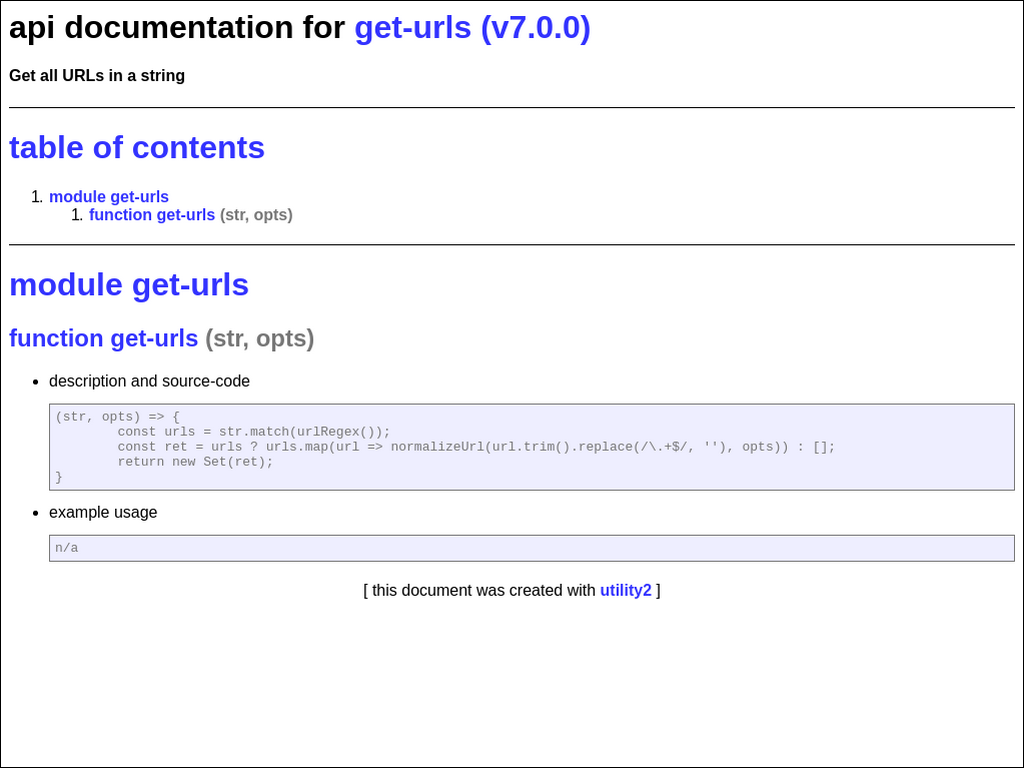 api documentation for get-urls (v7.0.0)
Get all URLs in a string
table of contents
1. module get-urls
1. function get-urls (str, opts)
module get-urls
function get-urls (str, opts)
• description and source-code
(str, opts) => {
        const urls = str.match(urlRegex());
        const ret = urls ? urls.map(url => normalizeUrl(url.trim().replace(/\.+$/, ''), opts)) : [];
        return new Set(ret);
}
• example usage
n/a
[ this document was created with utility2 ]